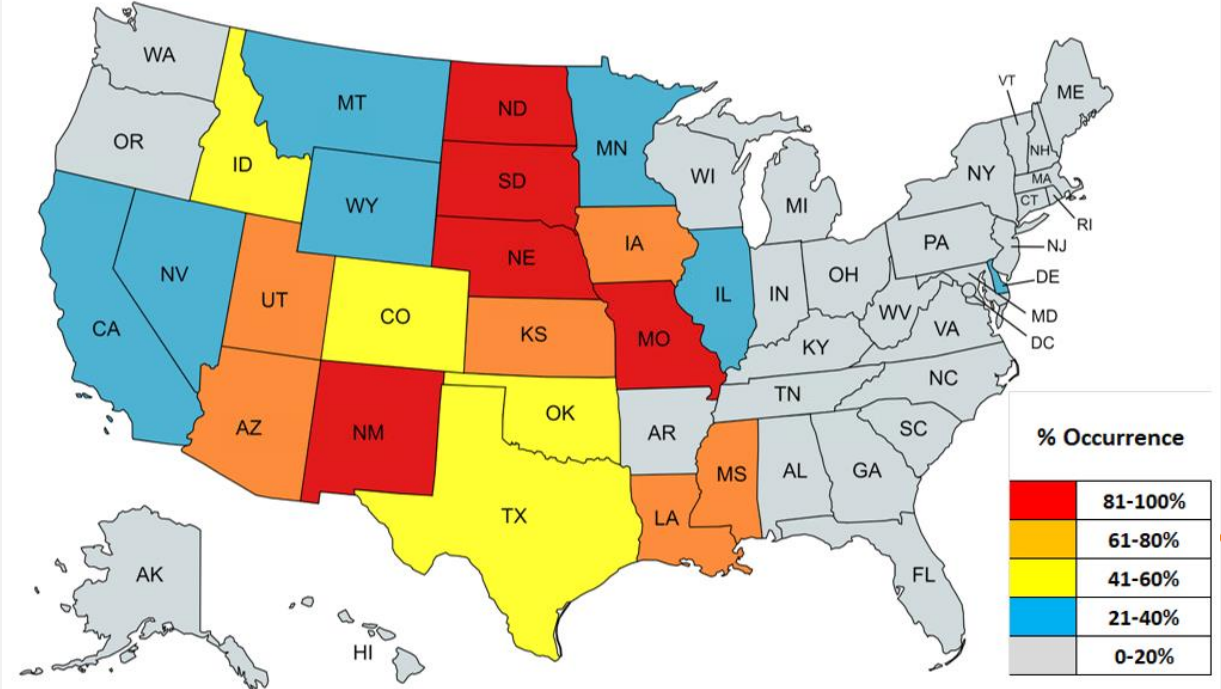 WA
MT
ND
MN
VT
ME
OR
ID
SD
WI
NY
NH
MA
CT
RI
WY
MI
NV
UT
CO
NE
IA
PA
NJ
DE
MD
DC
CA
KS
MO
IL
IN
OH
WV
VA
KY
AZ
NM
OK
AR
TN
NC
SC
TX
LA
MS
AL
GA
FL
AK
HI
% Occurrence
81-100%
61-80%
41-60%
21-40%
0-20%